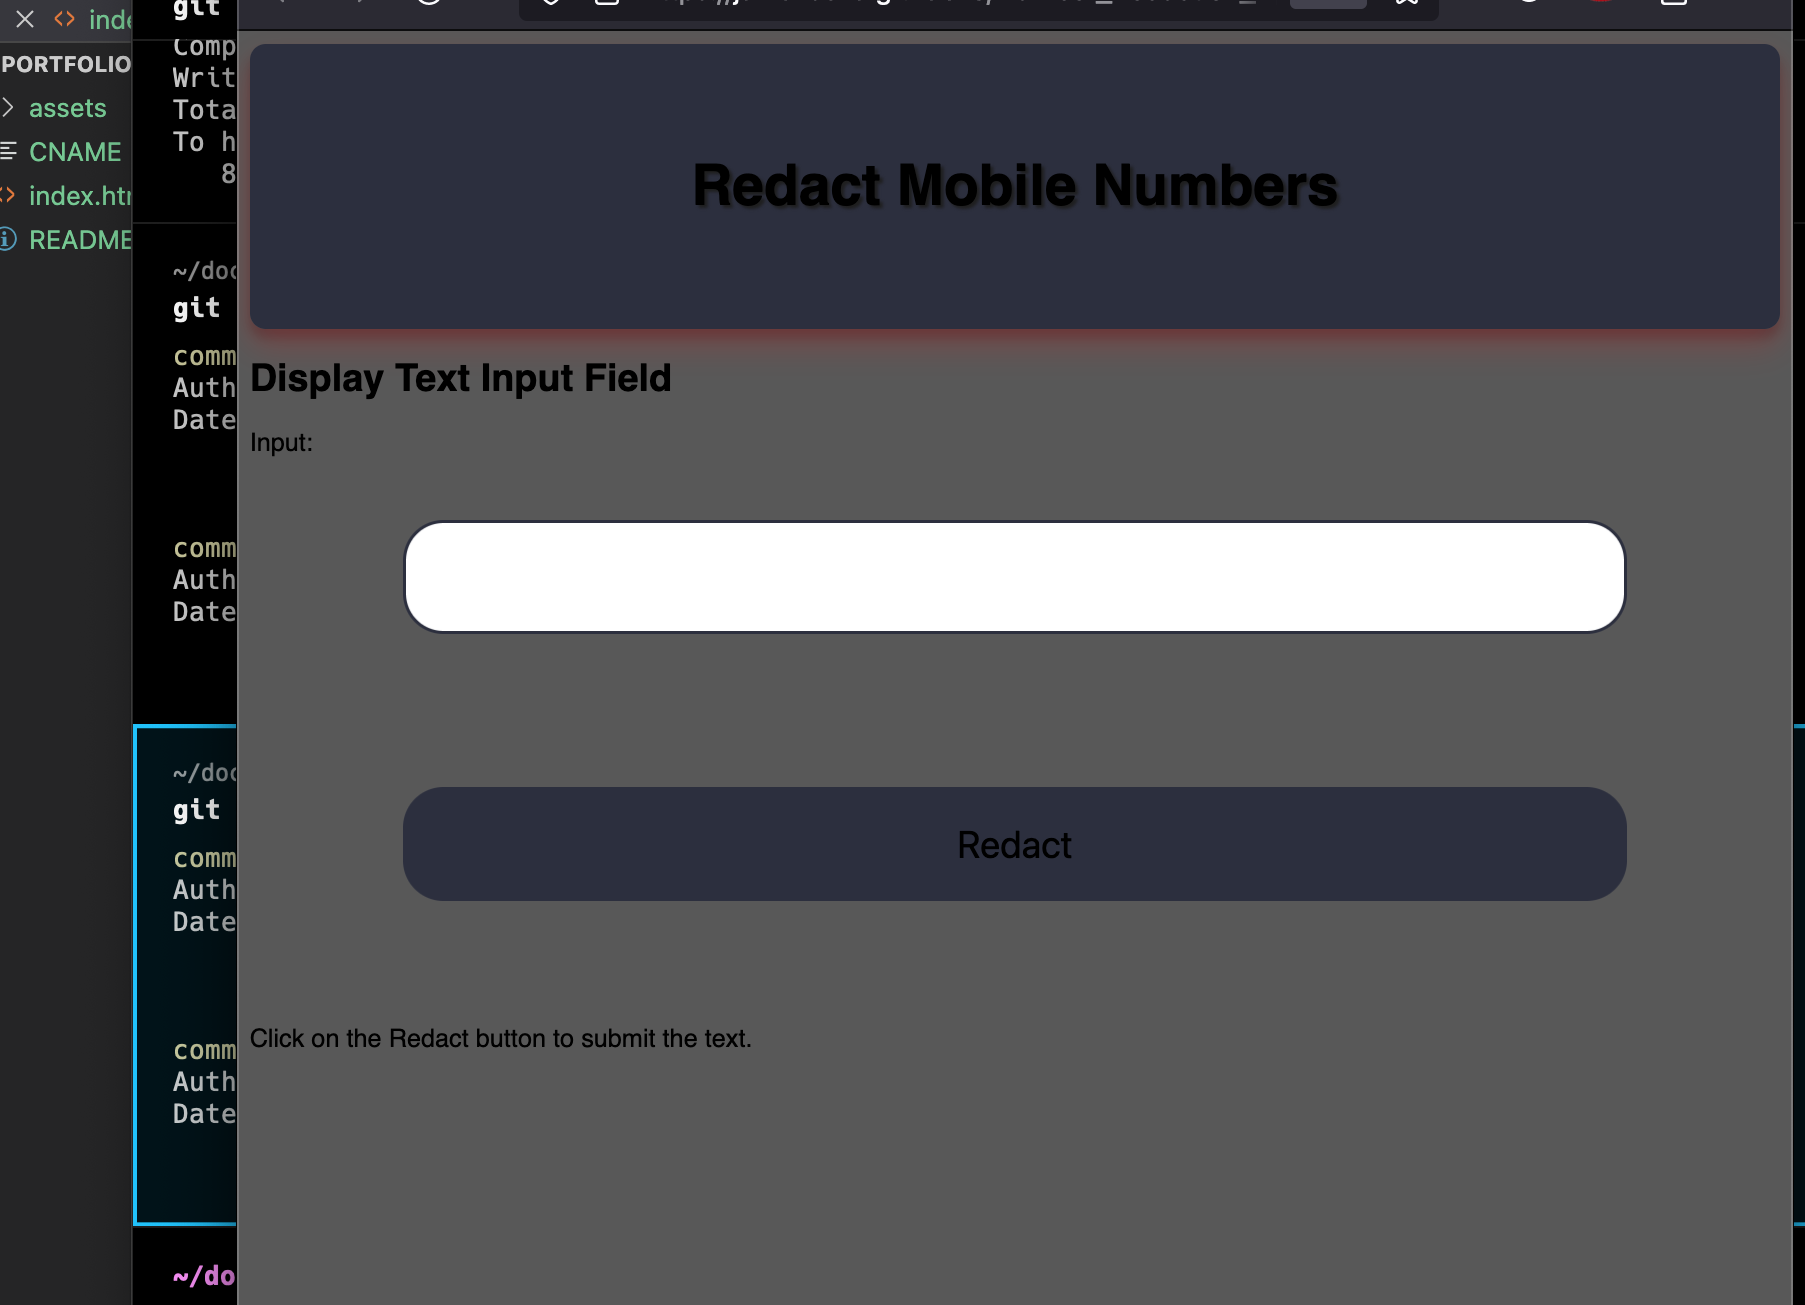 inde
PORTFOLIO
assets
CNAME
index.htm
README
git
Comp
Writ
Tota
To h
8
~/doc
git
comm
Auth
Date
comm
Auth
Date
~/doc
git
comm
Auth
Date
comm
Auth
Date
~/do
Redact Mobile Numbers
Display Text Input Field
Input:
Redact
Click on the Redact button to submit the text.